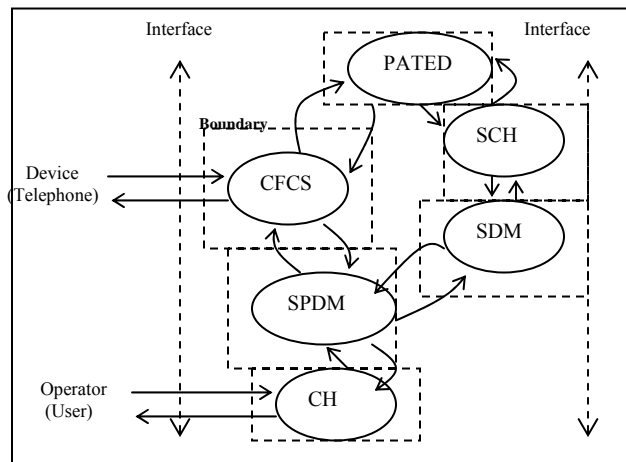 Interface
Interface
PATED
Boundary
SCH
Device
(Telephone)
CFCS
SDM
SPDM
Operator
(User)
CH